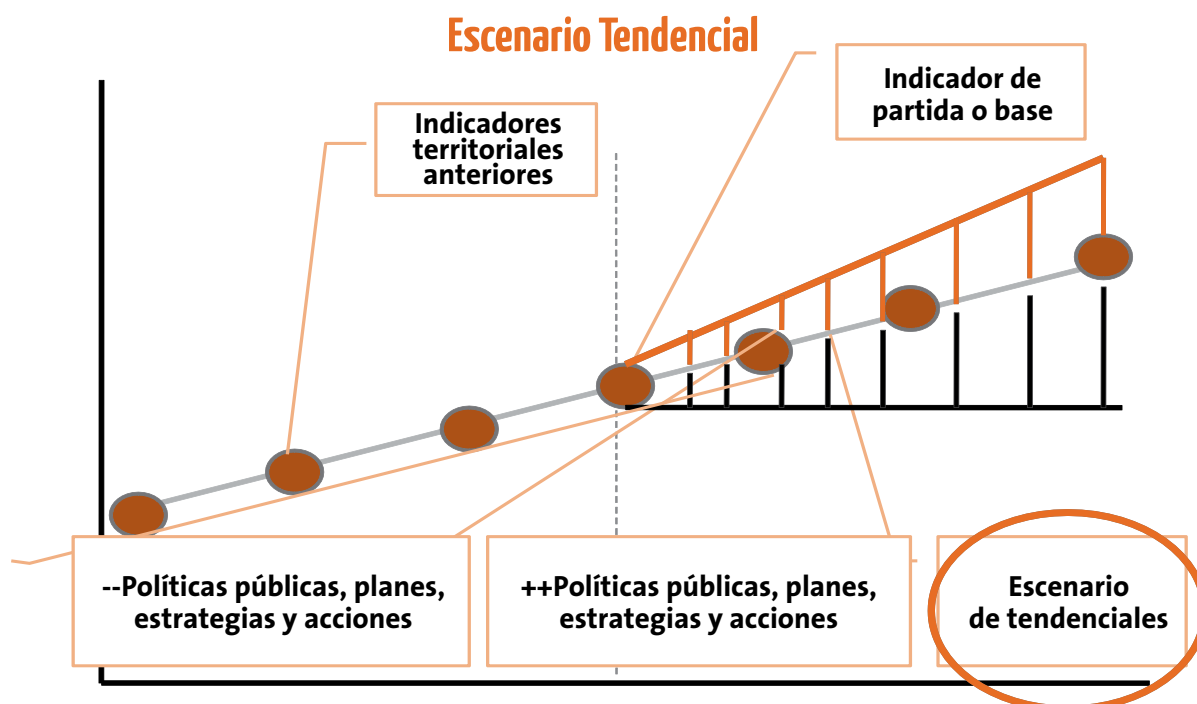 Escenario Tendencial
Indicador de
partida o base
Indicadores
territoriales
anteriores
--Políticas públicas, planes,
estrategias y acciones
++Políticas públicas, planes,
estrategias y acciones
Escenario
de tendenciales